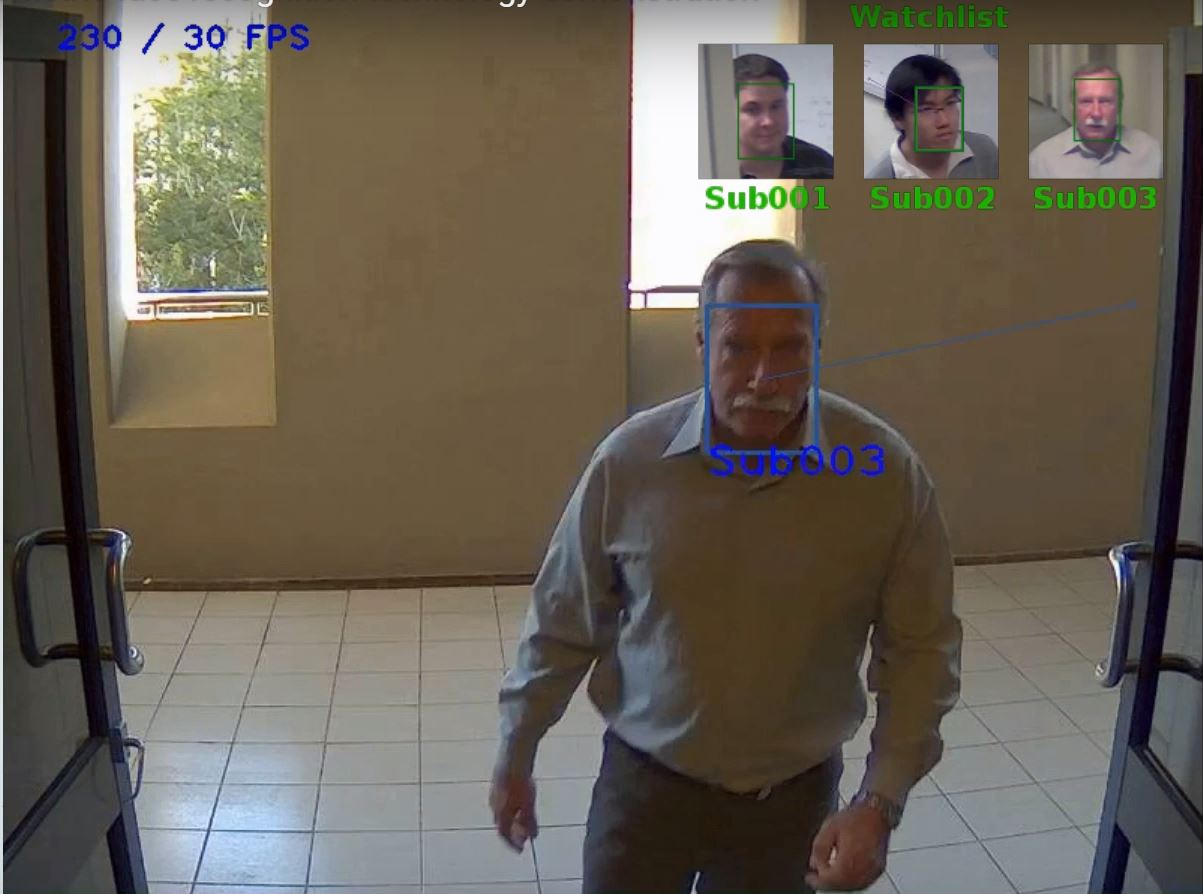 230 / 30 FPS
Watchlist
Sub001 Sub002 Sub003
Sub003